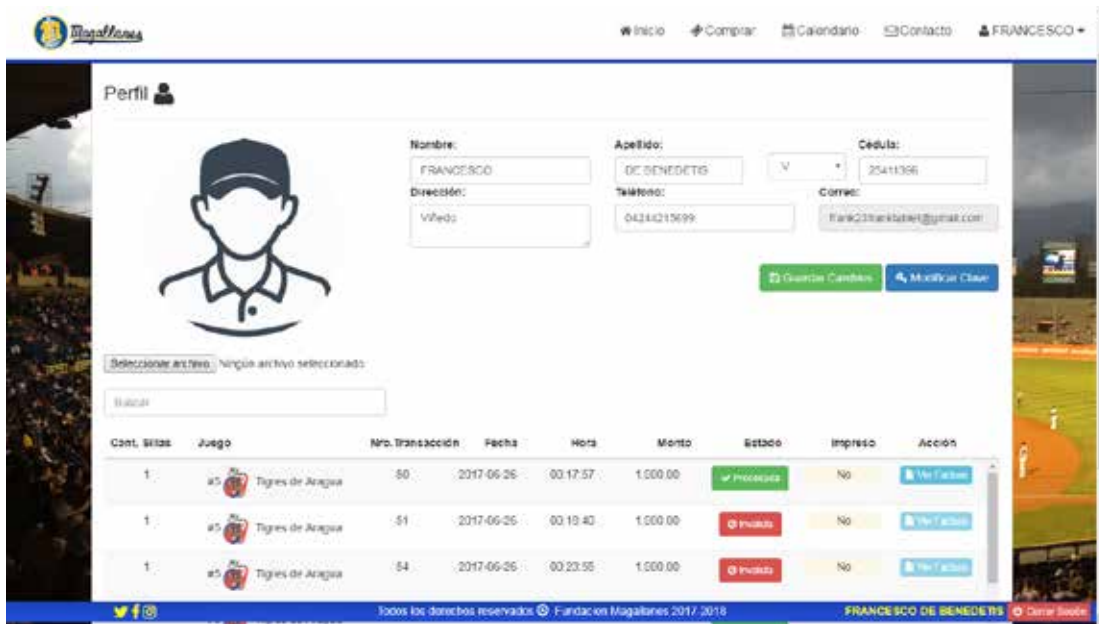 Magallanes
Inicio Comprar Calendario Contacto FRANCESCO
Perfil
Nombre: Apellido: Cédula:
FRANCESCO DE BENEDETIS V 25411366
Dirección: Teléfono: Correo:
Viñedo 04244215699
Guardar Cambios Modificar Clave
Seleccionar archivo Ningún archivo seleccionado
Buscar
Cant. Sillas Juego Nro. Transacción Fecha Hora Monto Estado Impreso Acción
1 #5 Tigres de Aragua 50 2017-06-26 00:17:57 1.500.00 Procesada No Ver Factura
1 #5 Tigres de Aragua 51 2017-06-26 00:19:40 1.500.00 Invalida No Ver Factura
1 #5 Tigres de Aragua 54 2017-06-26 00:23:55 1.500.00 Invalida No Ver Factura
Todos los derechos reservados © Fundacion Magallanes 2017-2018 FRANCESCO DE BENEDETIS Cerrar Sesión